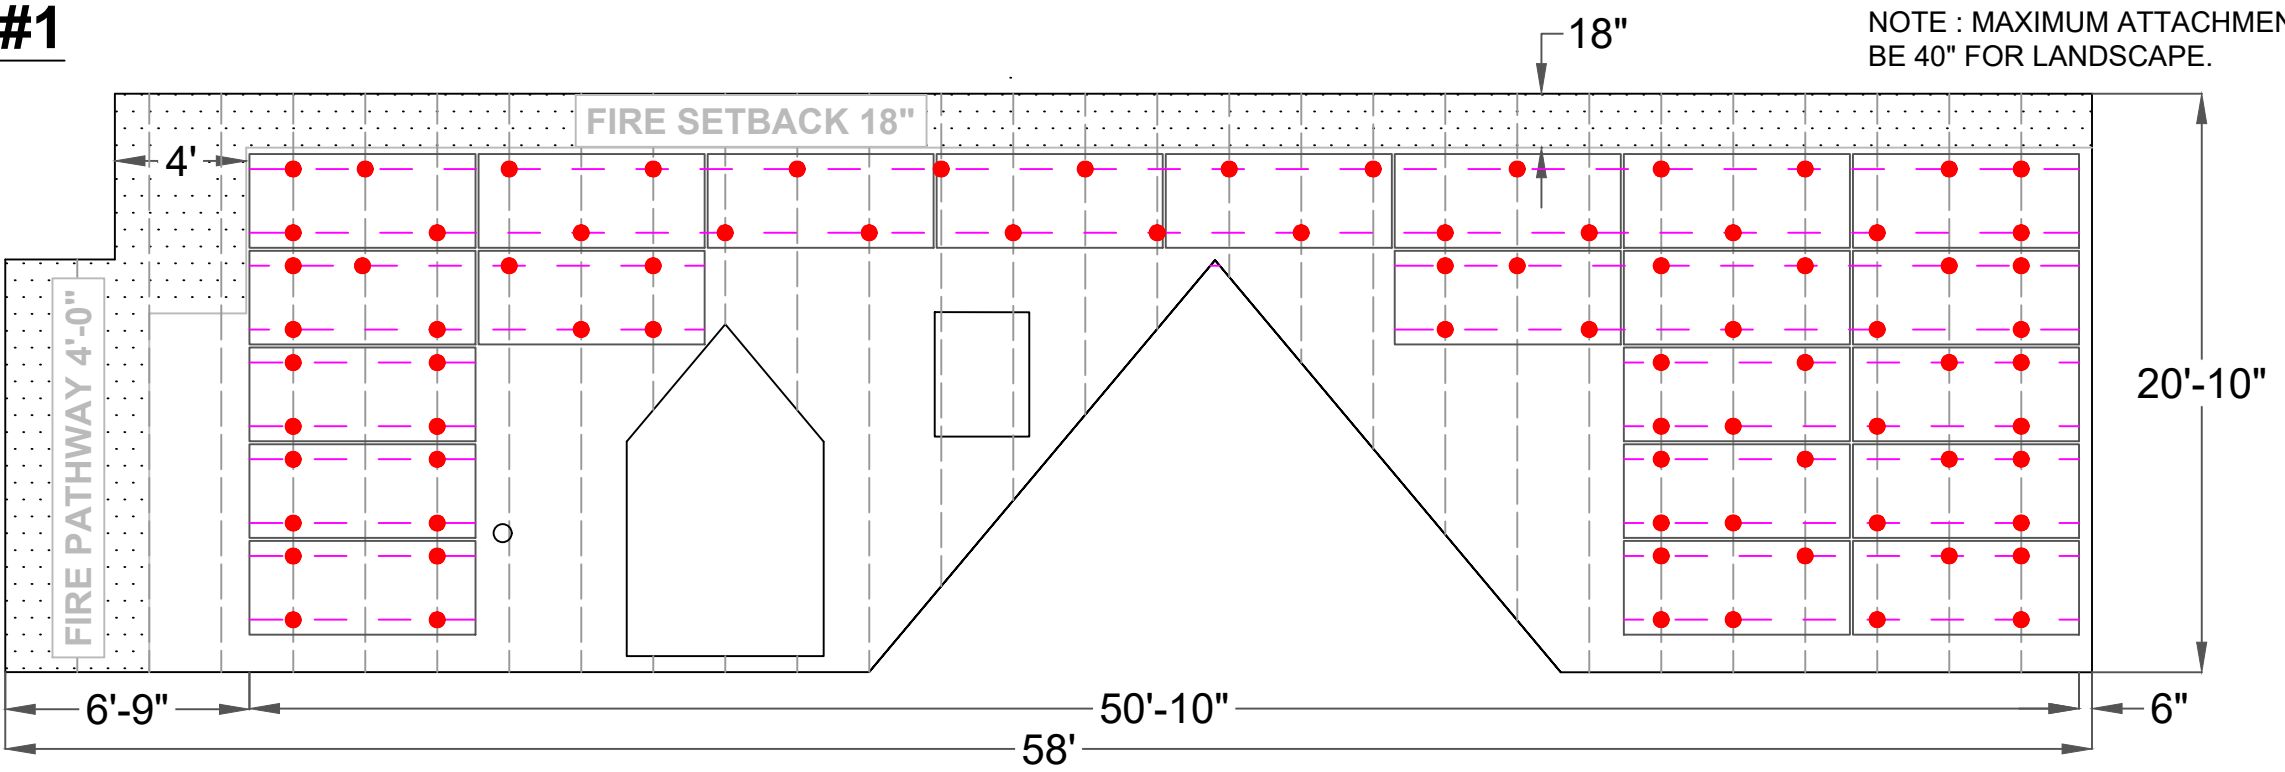 #1
18"
NOTE : MAXIMUM ATTACHMEN
BE 40" FOR LANDSCAPE.
FIRE SETBACK 18"
4'
FIRE PATHWAY 4'-0"
20'-10"
6'-9"
50'-10"
6"
58'